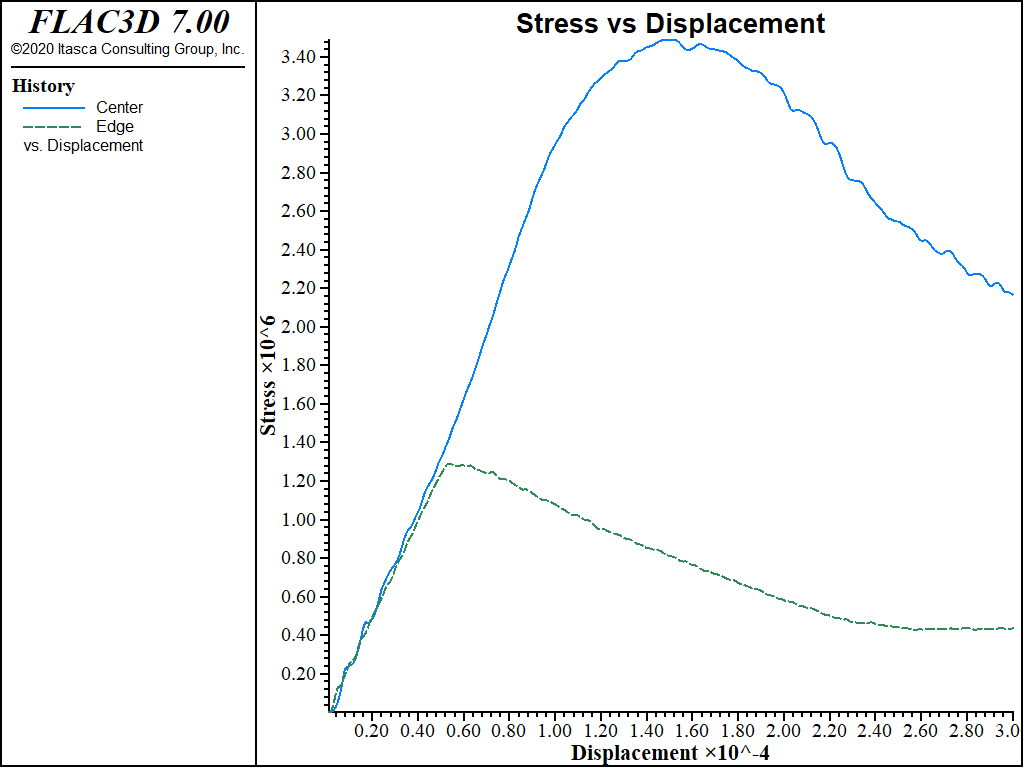 FLAC3D 7.00
©2020 Itasca Consulting Group, Inc.
History
Center
Edge
vs. Displacement
Stress vs Displacement
Stress ×10^6
3.40
3.20
3.00
2.80
2.60
2.40
2.20
2.00
1.80
1.60
1.40
1.20
1.00
0.80
0.60
0.40
0.20
0.20 0.40 0.60 0.80 1.00 1.20 1.40 1.60 1.80 2.00 2.20 2.40 2.60 2.80 3.0
Displacement ×10^-4